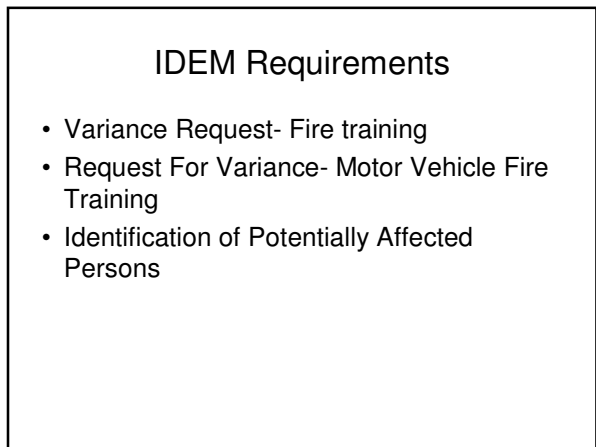 IDEM Requirements
• Variance Request- Fire training
• Request For Variance- Motor Vehicle Fire
Training
• Identification of Potentially Affected
Persons